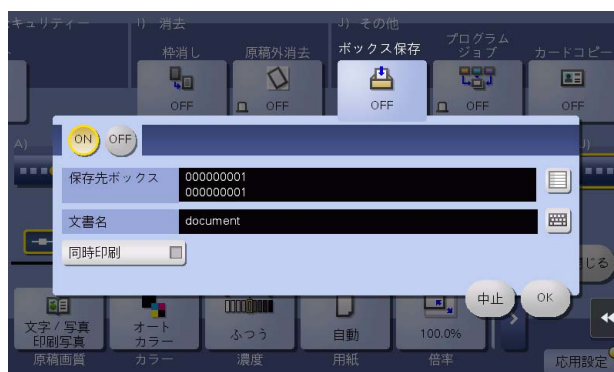 キュリティー
I) 消去
J) その他
枠消し
原稿外消去
ボックス保存
プログラム
ジョブ
カードコピー
OFF
OFF
OFF
OFF
OFF
A)
J)
ON
OFF
保存先ボックス
000000001
000000001
文書名
document
同時印刷
中止
OK
じる
文字/写真
印刷写真
オート
カラー
ふつう
自動
100.0%
原稿画質
カラー
濃度
用紙
倍率
応用設定